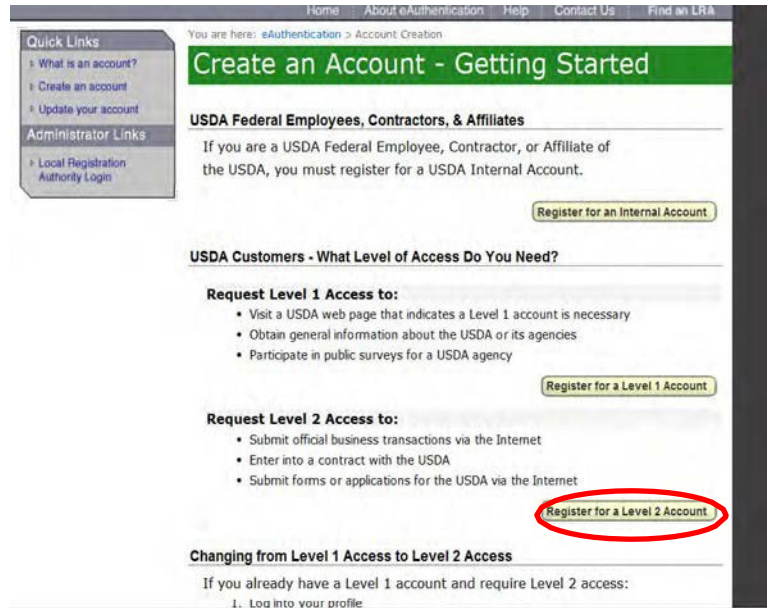 Home About eAuthentication Help Contact Us Find an LRA
Quick Links
What is an account?
Create an account
Update your account
Administrator Links
Local Registration
Authority Login
You are here: eAuthentication > Account Creation
Create an Account - Getting Started
USDA Federal Employees, Contractors, & Affiliates
If you are a USDA Federal Employee, Contractor, or Affiliate of
the USDA, you must register for a USDA Internal Account.
Register for an Internal Account
USDA Customers - What Level of Access Do You Need?
Request Level 1 Access to:
• Visit a USDA web page that indicates a Level 1 account is necessary
• Obtain general information about the USDA or its agencies
• Participate in public surveys for a USDA agency
Register for a Level 1 Account
Request Level 2 Access to:
• Submit official business transactions via the Internet
• Enter into a contract with the USDA
• Submit forms or applications for the USDA via the Internet
Register for a Level 2 Account
Changing from Level 1 Access to Level 2 Access
If you already have a Level 1 account and require Level 2 access:
1. Log into your profile